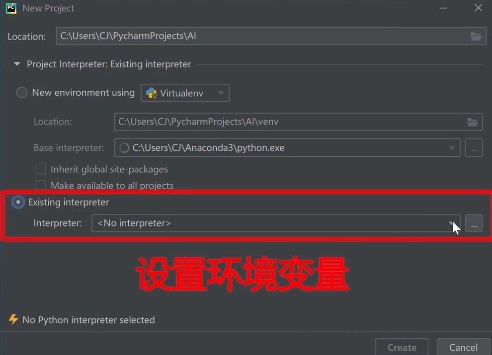 PC
New Project
Location: C:\Users\CJ\PycharmProjects\AI
Project Interpreter: Existing interpreter
New environment using Virtualenv
Location: C:\Users\CJ\PycharmProjects\AI\venv
Base interpreter: C:\Users\CJ\Anaconda3\python.exe ...
Inherit global site-packages
Make available to all projects
Existing interpreter
Interpreter: <No interpreter> ...
设置环境变量
No Python interpreter selected
Create Cancel